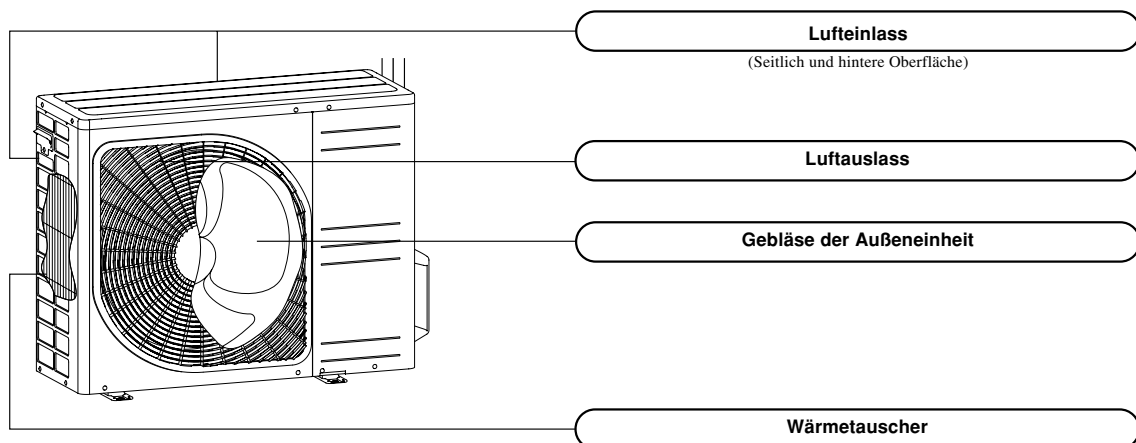 Lufteinlass
(Seitlich und hintere Oberfläche)
Luftauslass
Gebläse der Außeneinheit
Wärmetauscher